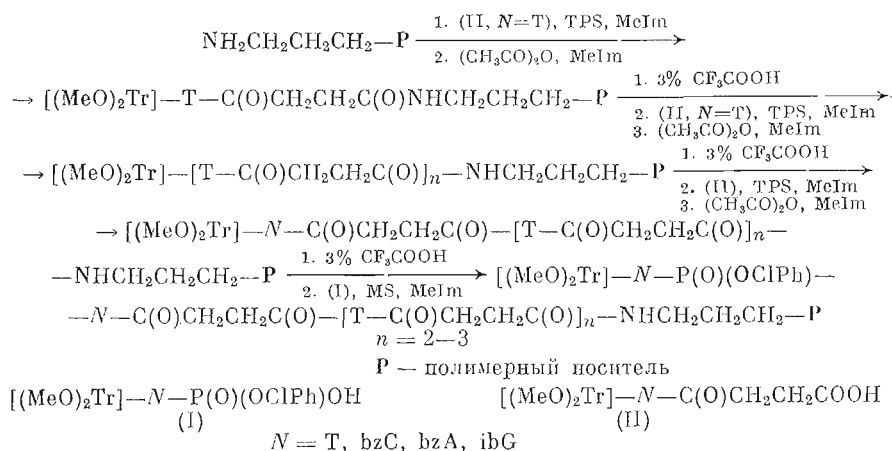 NH₂CH₂CH₂CH₂—P 1. (II, N=T), TPS, MeIm
2. (CH₃CO)₂O, MeIm
→ [(MeO)₂Tr]—T—C(O)CH₂CH₂C(O)NHCH₂CH₂CH₂—P 1. 3% CF₃COOH
2. (II, N=T), TPS, MeIm
3. (CH₃CO)₂O, MeIm
→ [(MeO)₂Tr]—[T—C(O)CH₂CH₂C(O)]ₙ—NHCH₂CH₂CH₂—P 1. 3% CF₃COOH
2. (II), TPS, MeIm
3. (CH₃CO)₂O, MeIm
→ [(MeO)₂Tr]—N—C(O)CH₂CH₂C(O)—[T—C(O)CH₂CH₂C(O)]ₙ—
—NHCH₂CH₂CH₂—P 1. 3% CF₃COOH
2. (I), MS, MeIm → [(MeO)₂Tr]—N—P(O)(OClPh)—
—N—C(O)CH₂CH₂C(O)—[T—C(O)CH₂CH₂C(O)]ₙ—NHCH₂CH₂CH₂—P
n = 2—3
P — полимерный носитель
[(MeO)₂Tr]—N—P(O)(OClPh)OH [(MeO)₂Tr]—N—C(O)CH₂CH₂COOH
(I) (II)
N = T, bzC, bzA, ibG